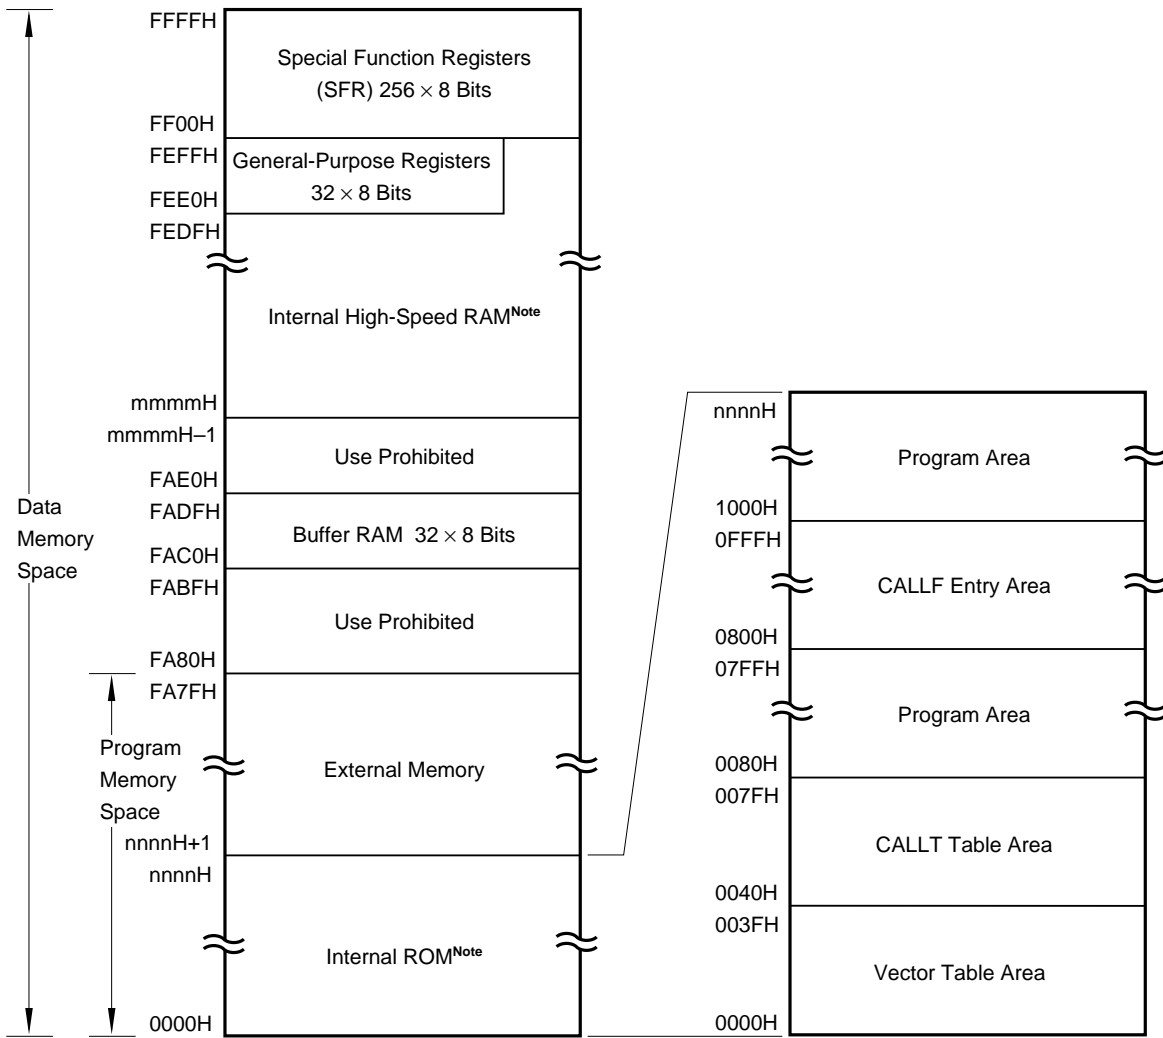 FFFFH
Special Function Registers
(SFR) 256 × 8 Bits
FF00H
FEFFH
General-Purpose Registers
32 × 8 Bits
FEE0H
FEDFH
Internal High-Speed RAMNote
mmmmH
mmmmH–1
Use Prohibited
FAE0H
FADFH
Buffer RAM 32 × 8 Bits
FAC0H
FABFH
Use Prohibited
FA80H
FA7FH
External Memory
nnnnH+1
nnnnH
Internal ROMNote
0000H
Data
Memory
Space
Program
Memory
Space
nnnnH
Program Area
1000H
0FFFH
CALLF Entry Area
0800H
07FFH
Program Area
0080H
007FH
CALLT Table Area
0040H
003FH
Vector Table Area
0000H